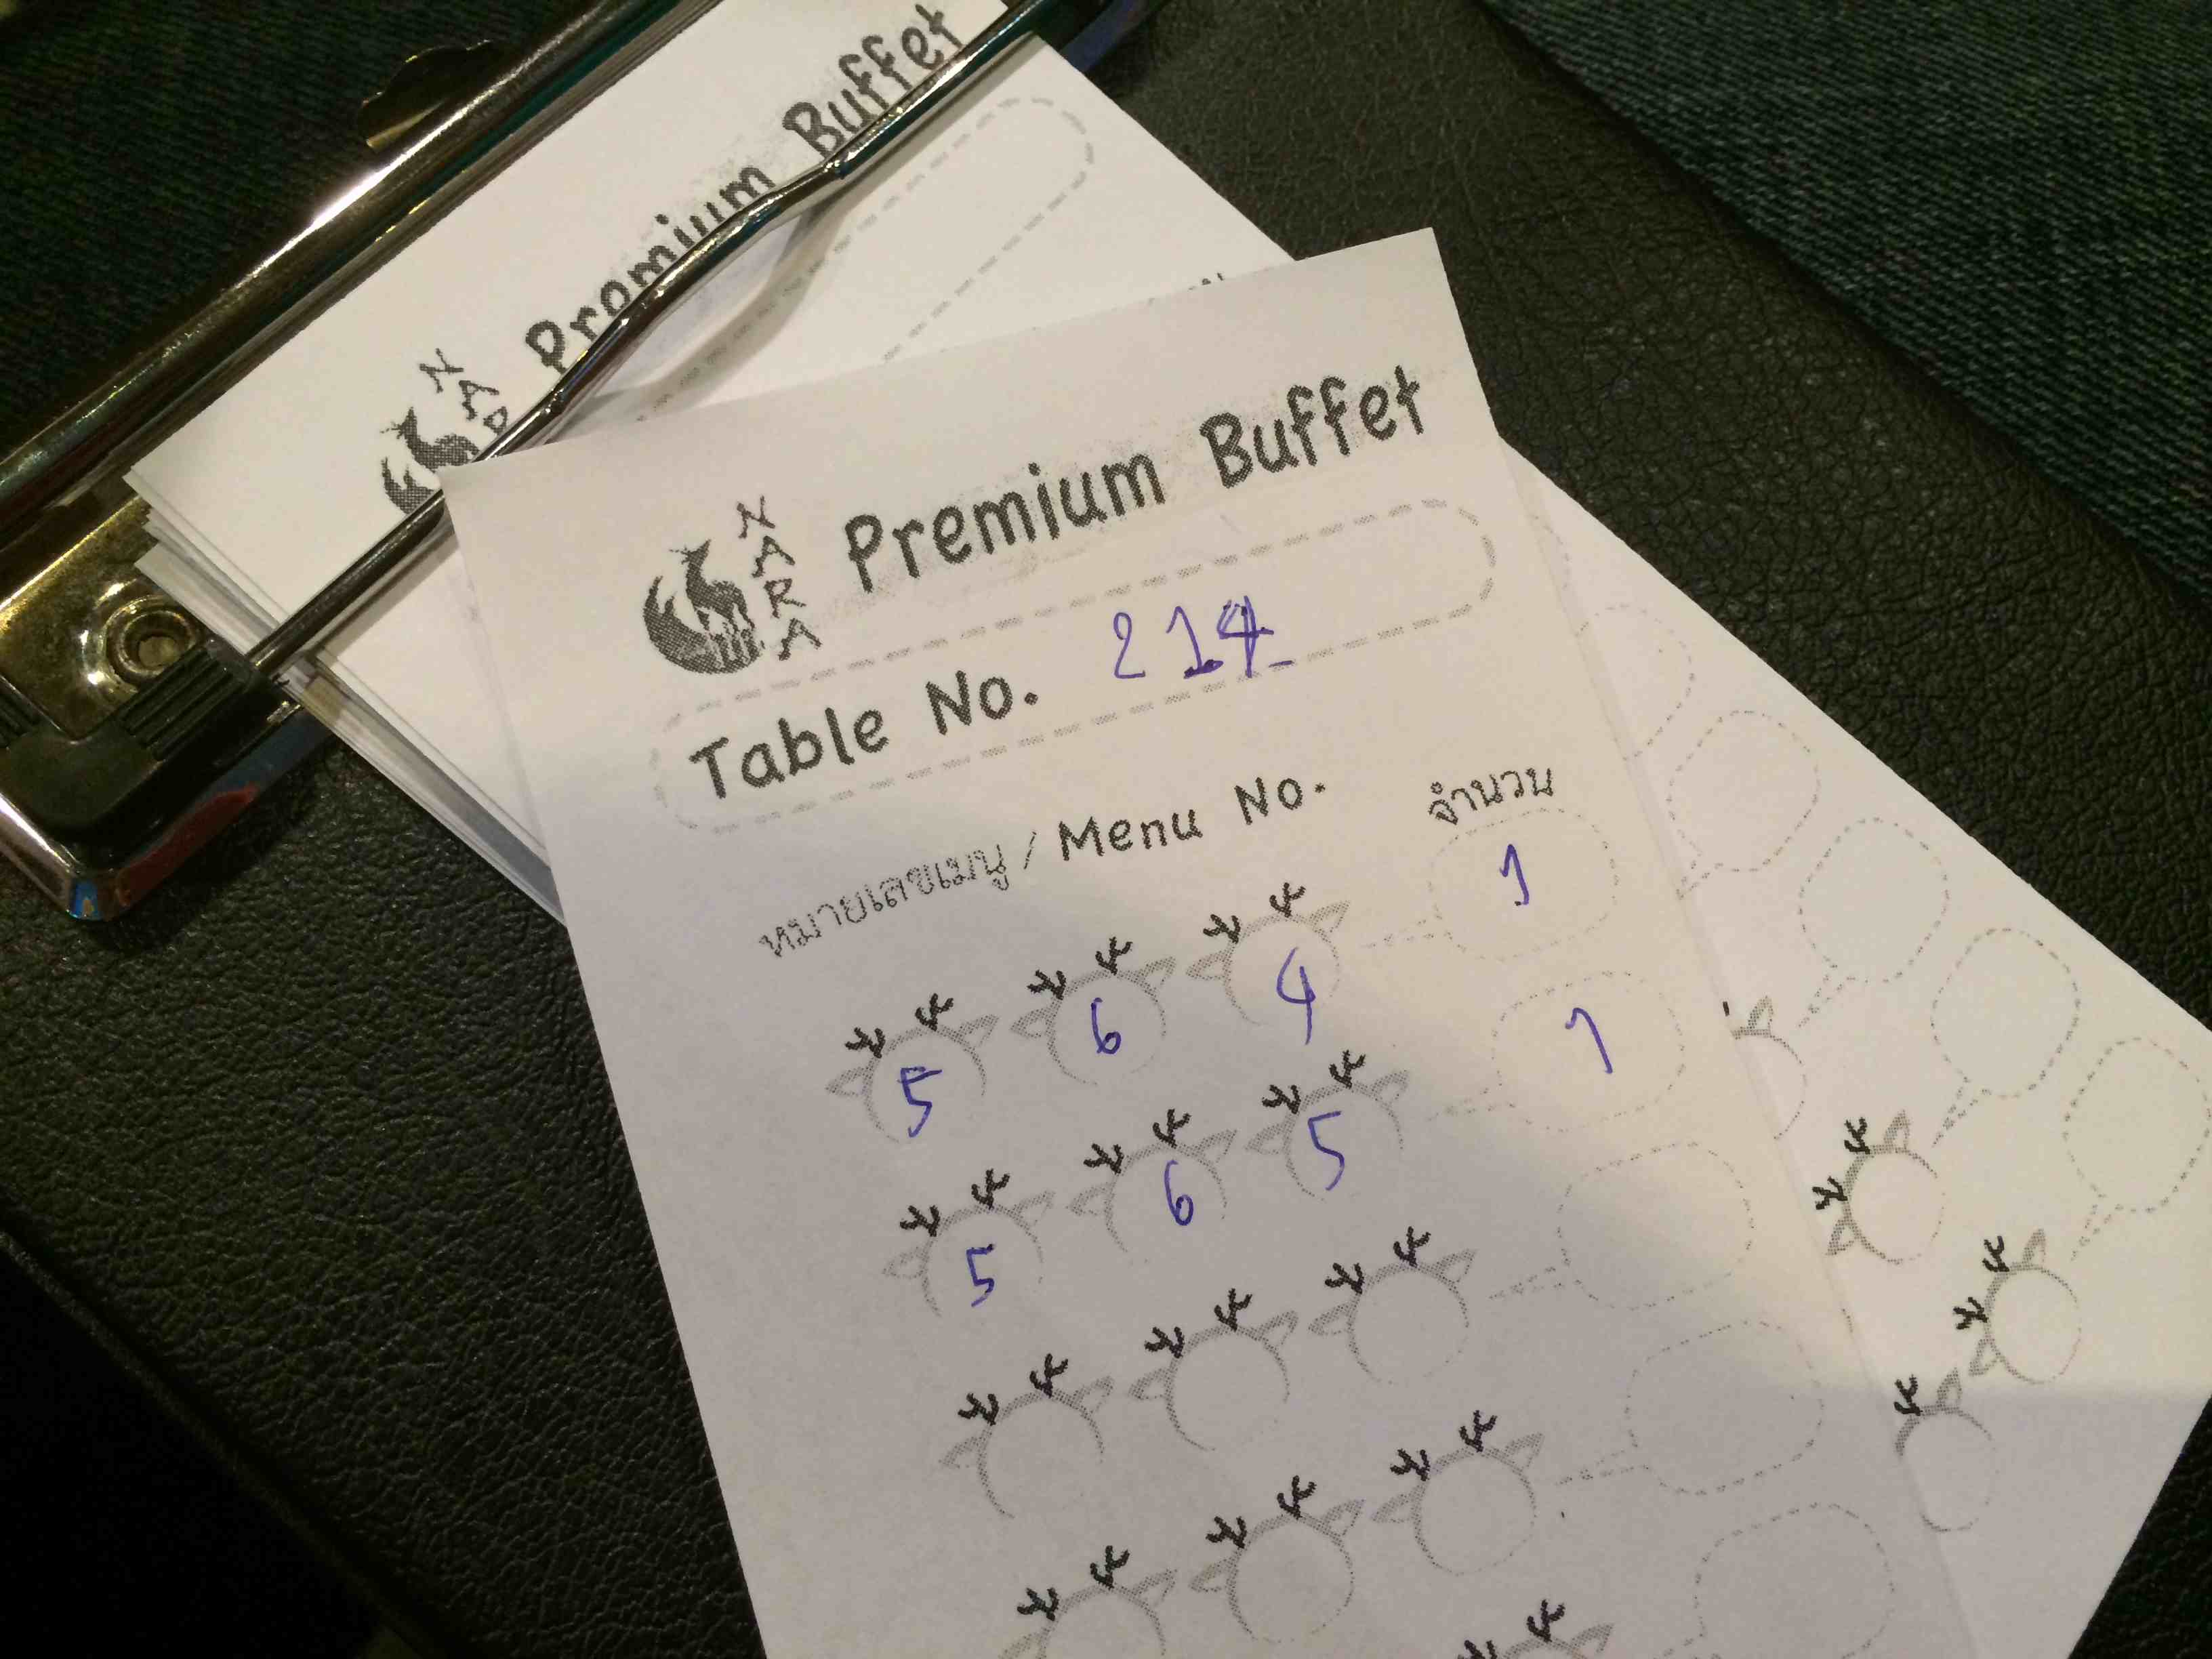 Premium Buffet
NAR
NARA
Premium Buffet
Table No. 214
หมายเลขเมนู / Menu No. จำนวน
5 6 4 1
5 6 5 1